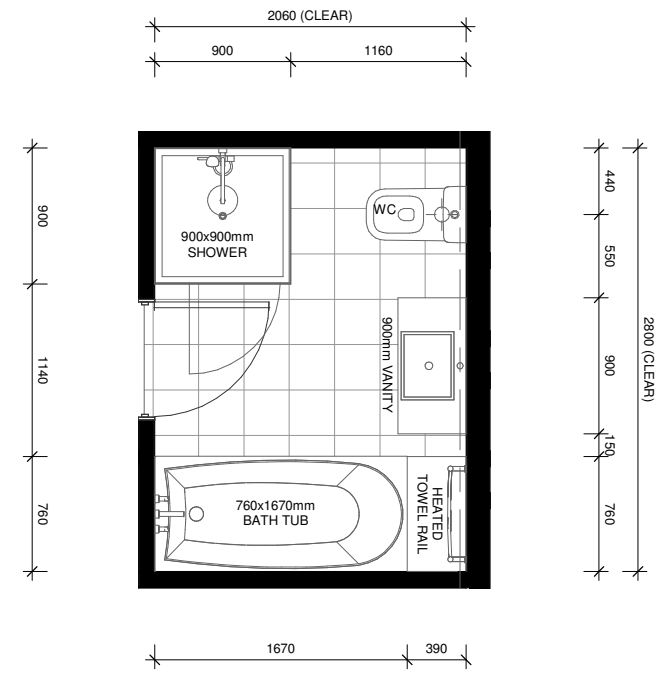 2060 (CLEAR)
900
1160
900
1140
760
440
550
900
150
760
2800 (CLEAR)
WC
900x900mm
SHOWER
900mm VANITY
760x1670mm
BATH TUB
HEATED
TOWEL RAIL
1670
390